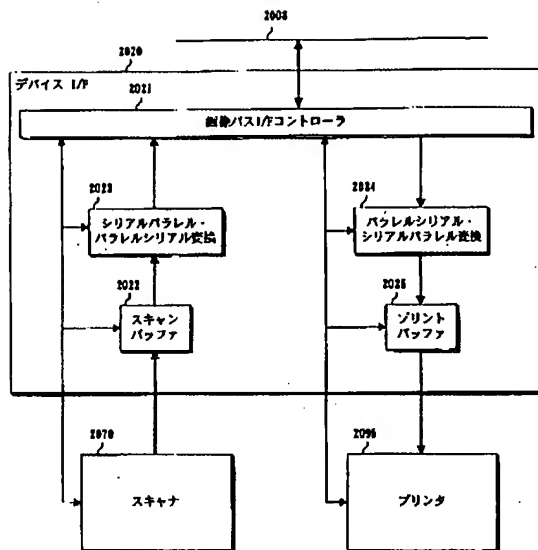 2008
2020
デバイス I/F
2021
画像バスI/Fコントローラ
2023
シリアルパラレル・
パラレルシリアル変換
2024
パラレルシリアル・
シリアルパラレル変換
2022
スキャン
バッファ
2025
プリント
バッファ
2070
スキャナ
2095
プリンタ